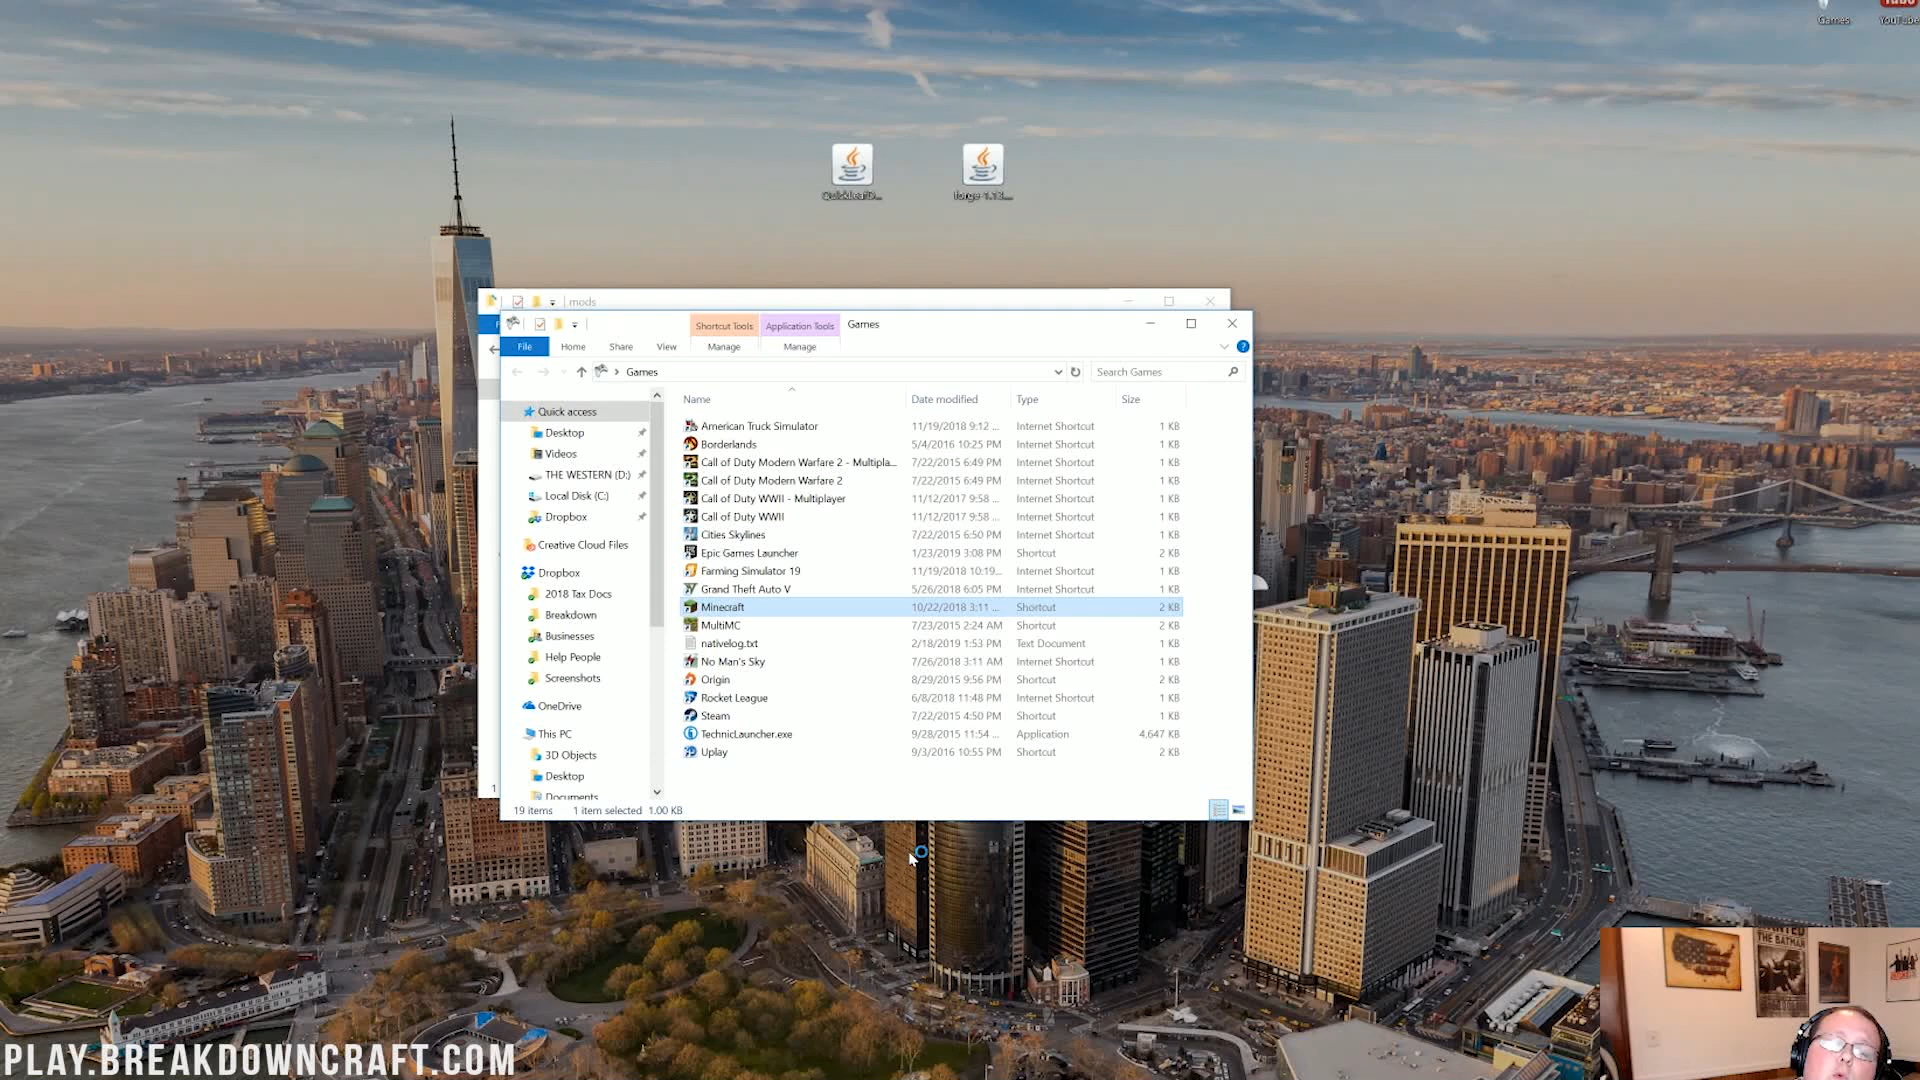 Games
YouTube
QuickLeafD...
forge-1.13....
mods
Shortcut Tools
Application Tools
Games
File
Home
Share
View
Manage
Manage
Games
Search Games
Name
Date modified
Type
Size
Quick access
Desktop
Videos
THE WESTERN (D:)
Local Disk (C:)
Dropbox
Creative Cloud Files
Dropbox
2018 Tax Docs
Breakdown
Businesses
Help People
Screenshots
OneDrive
This PC
3D Objects
Desktop
Documents
American Truck Simulator 11/19/2018 9:12 ... Internet Shortcut 1 KB
Borderlands 5/4/2016 10:25 PM Internet Shortcut 1 KB
Call of Duty Modern Warfare 2 - Multipla... 7/22/2015 6:49 PM Internet Shortcut 1 KB
Call of Duty Modern Warfare 2 7/22/2015 6:49 PM Internet Shortcut 1 KB
Call of Duty WWII - Multiplayer 11/12/2017 9:58 ... Internet Shortcut 1 KB
Call of Duty WWII 11/12/2017 9:58 ... Internet Shortcut 1 KB
Cities Skylines 7/22/2015 6:50 PM Internet Shortcut 1 KB
Epic Games Launcher 1/23/2019 3:08 PM Shortcut 2 KB
Farming Simulator 19 11/19/2018 10:19... Internet Shortcut 1 KB
Grand Theft Auto V 5/26/2018 6:05 PM Internet Shortcut 1 KB
Minecraft 10/22/2018 3:11 ... Shortcut 2 KB
MultiMC 7/23/2015 2:24 AM Shortcut 2 KB
nativelog.txt 2/18/2019 1:53 PM Text Document 1 KB
No Man's Sky 7/26/2018 3:11 AM Internet Shortcut 1 KB
Origin 8/29/2015 9:56 PM Shortcut 2 KB
Rocket League 6/8/2018 11:48 PM Internet Shortcut 1 KB
Steam 7/22/2015 4:50 PM Shortcut 1 KB
TechnicLauncher.exe 9/28/2015 11:54 ... Application 4,647 KB
Uplay 9/3/2016 10:55 PM Shortcut 2 KB
1
19 items
1 item selected 1.00 KB
THE BATMAN
PLAY.BREAKDOWNCRAFT.COM